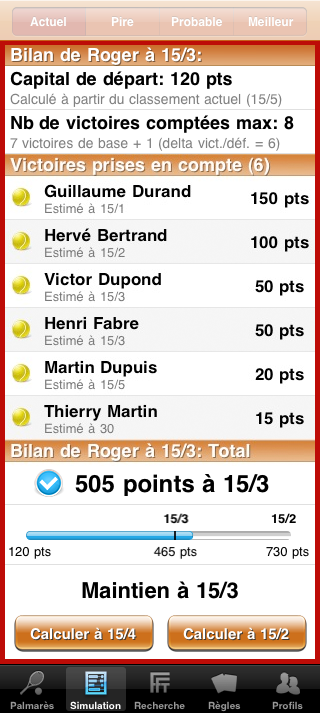 Actuel Pire Probable Meilleur
Bilan de Roger à 15/3:
Capital de départ: 120 pts
Calculé à partir du classement actuel (15/5)
Nb de victoires comptées max: 8
7 victoires de base + 1 (delta vict./déf. = 6)
Victoires prises en compte (6)
Guillaume Durand 150 pts
Estimé à 15/1
Hervé Bertrand 100 pts
Estimé à 15/2
Victor Dupond 50 pts
Estimé à 15/3
Henri Fabre 50 pts
Estimé à 15/3
Martin Dupuis 20 pts
Estimé à 15/5
Thierry Martin 15 pts
Estimé à 30
Bilan de Roger à 15/3: Total
505 points à 15/3
15/3 15/2
120 pts 465 pts 730 pts
Maintien à 15/3
Calculer à 15/4 Calculer à 15/2
Palmarès Simulation Recherche Règles Profils